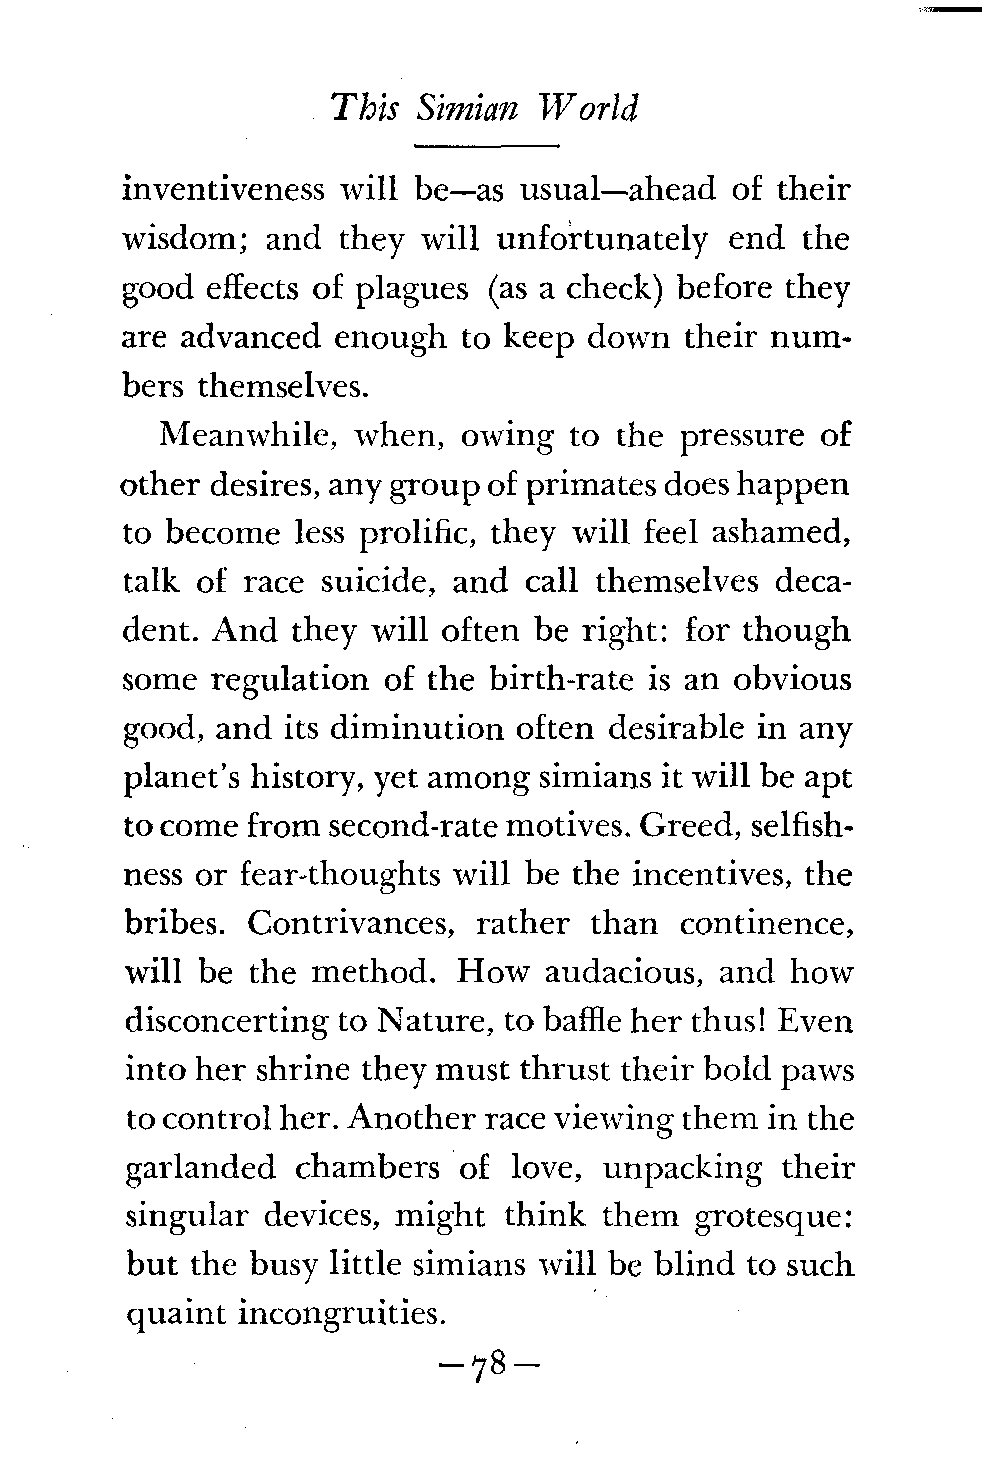 This Simian World
inventiveness will be—as usual—ahead of their
wisdom; and they will unfortunately end the
good effects of plagues (as a check) before they
are advanced enough to keep down their num-
bers themselves.
Meanwhile, when, owing to the pressure of
other desires, any group of primates does happen
to become less prolific, they will feel ashamed,
talk of race suicide, and call themselves deca-
dent. And they will often be right: for though
some regulation of the birth-rate is an obvious
good, and its diminution often desirable in any
planet's history, yet among simians it will be apt
to come from second-rate motives. Greed, selfish-
ness or fear-thoughts will be the incentives, the
bribes. Contrivances, rather than continence,
will be the method. How audacious, and how
disconcerting to Nature, to baffle her thus! Even
into her shrine they must thrust their bold paws
to control her. Another race viewing them in the
garlanded chambers of love, unpacking their
singular devices, might think them grotesque:
but the busy little simians will be blind to such
quaint incongruities.
—78—